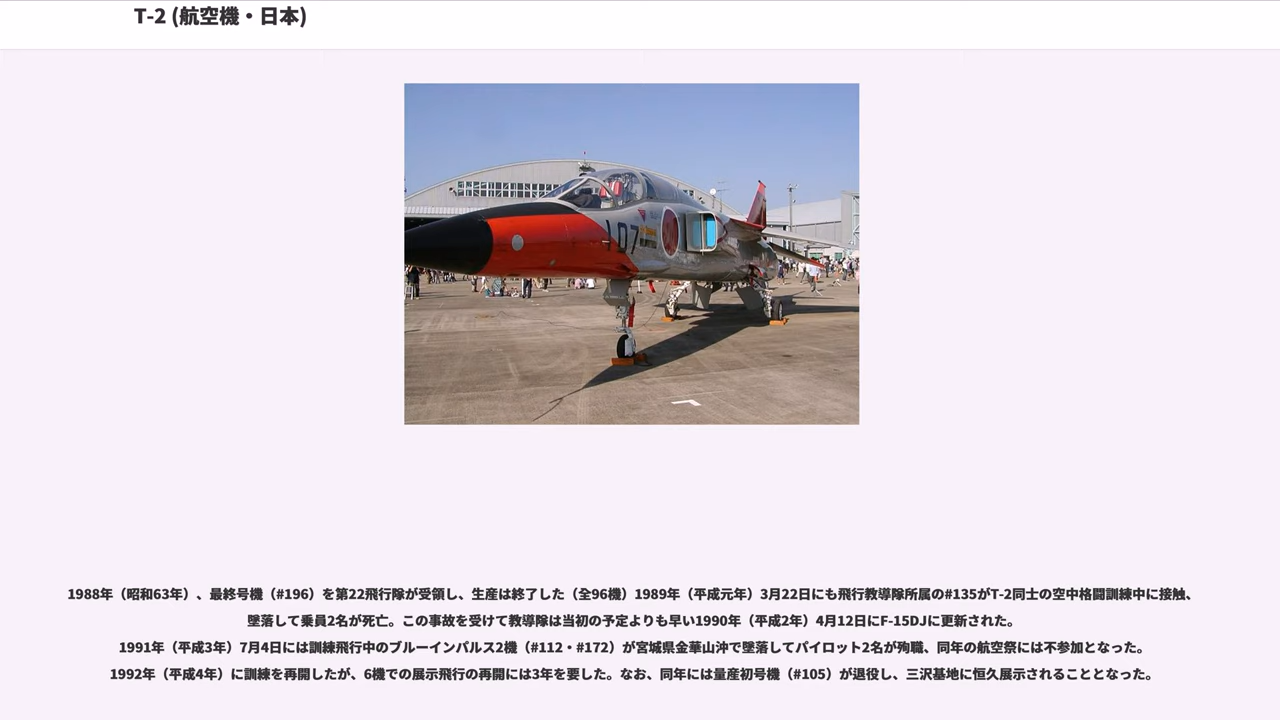 T-2 (航空機・日本)
107
1988年（昭和63年）、最終号機（#196）を第22飛行隊が受領し、生産は終了した（全96機）1989年（平成元年）3月22日にも飛行教導隊所属の#135がT-2同士の空中格闘訓練中に接触、
墜落して乗員2名が死亡。この事故を受けて教導隊は当初の予定よりも早い1990年（平成2年）4月12日にF-15DJに更新された。
1991年（平成3年）7月4日には訓練飛行中のブルーインパルス2機（#112・#172）が宮城県金華山沖で墜落してパイロット2名が殉職、同年の航空祭には不参加となった。
1992年（平成4年）に訓練を再開したが、6機での展示飛行の再開には3年を要した。なお、同年には量産初号機（#105）が退役し、三沢基地に恒久展示されることとなった。